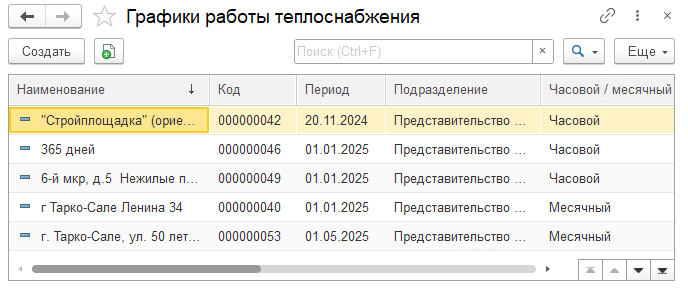 Графики работы теплоснабжения
Создать Поиск (Ctrl+F) × Еще
Наименование ↓ Код Период Подразделение Часовой / месячный
"Стройплощадка" (орие... 000000042 20.11.2024 Представительство ... Часовой
365 дней 000000046 01.01.2025 Представительство ... Часовой
6-й мкр, д.5 Нежилые п... 000000049 01.01.2025 Представительство ... Часовой
г Тарко-Сале Ленина 34 000000040 01.01.2025 Представительство ... Месячный
г. Тарко-Сале, ул. 50 лет... 000000053 01.05.2025 Представительство ... Месячный